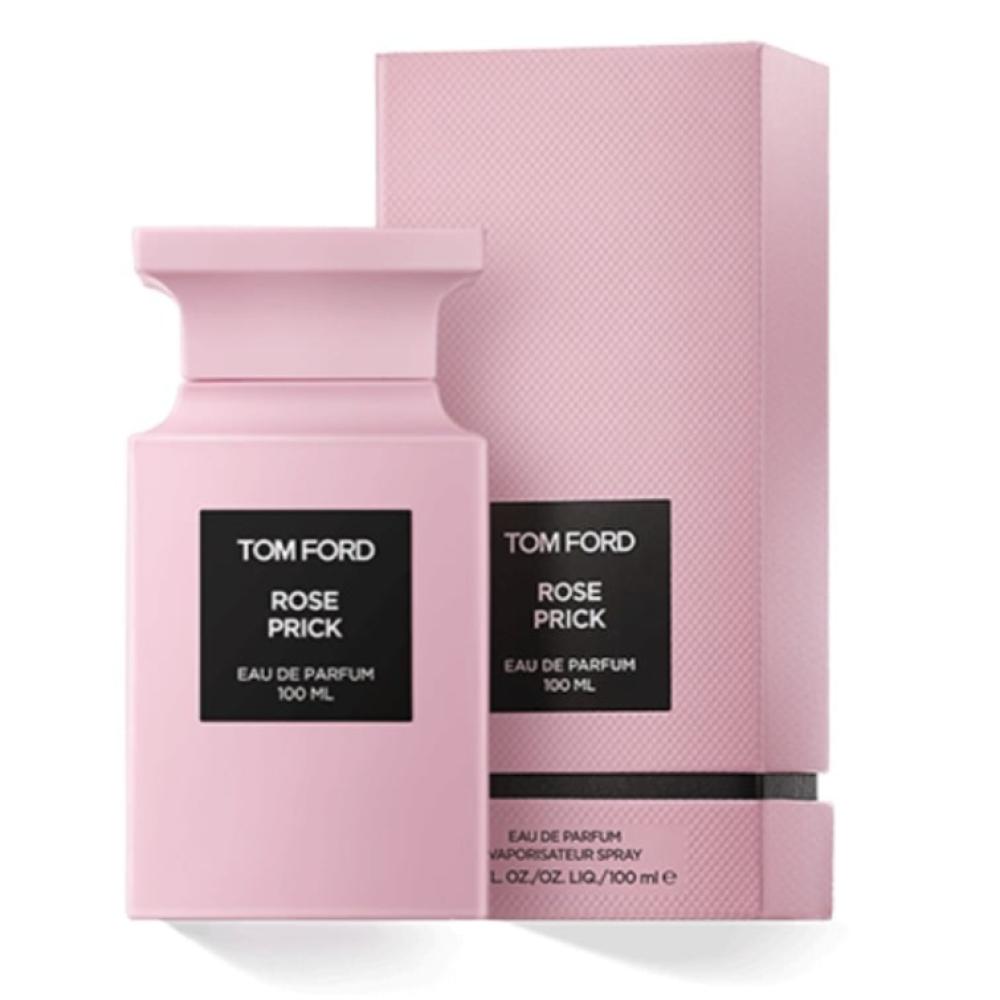 TOM FORD
ROSE
PRICK
EAU DE PARFUM
100 ML
TOM FORD
ROSE
PRICK
EAU DE PARFUM
100 ML
EAU DE PARFUM
VAPORISATEUR SPRAY
L. OZ./OZ. LIQ./100 ml e